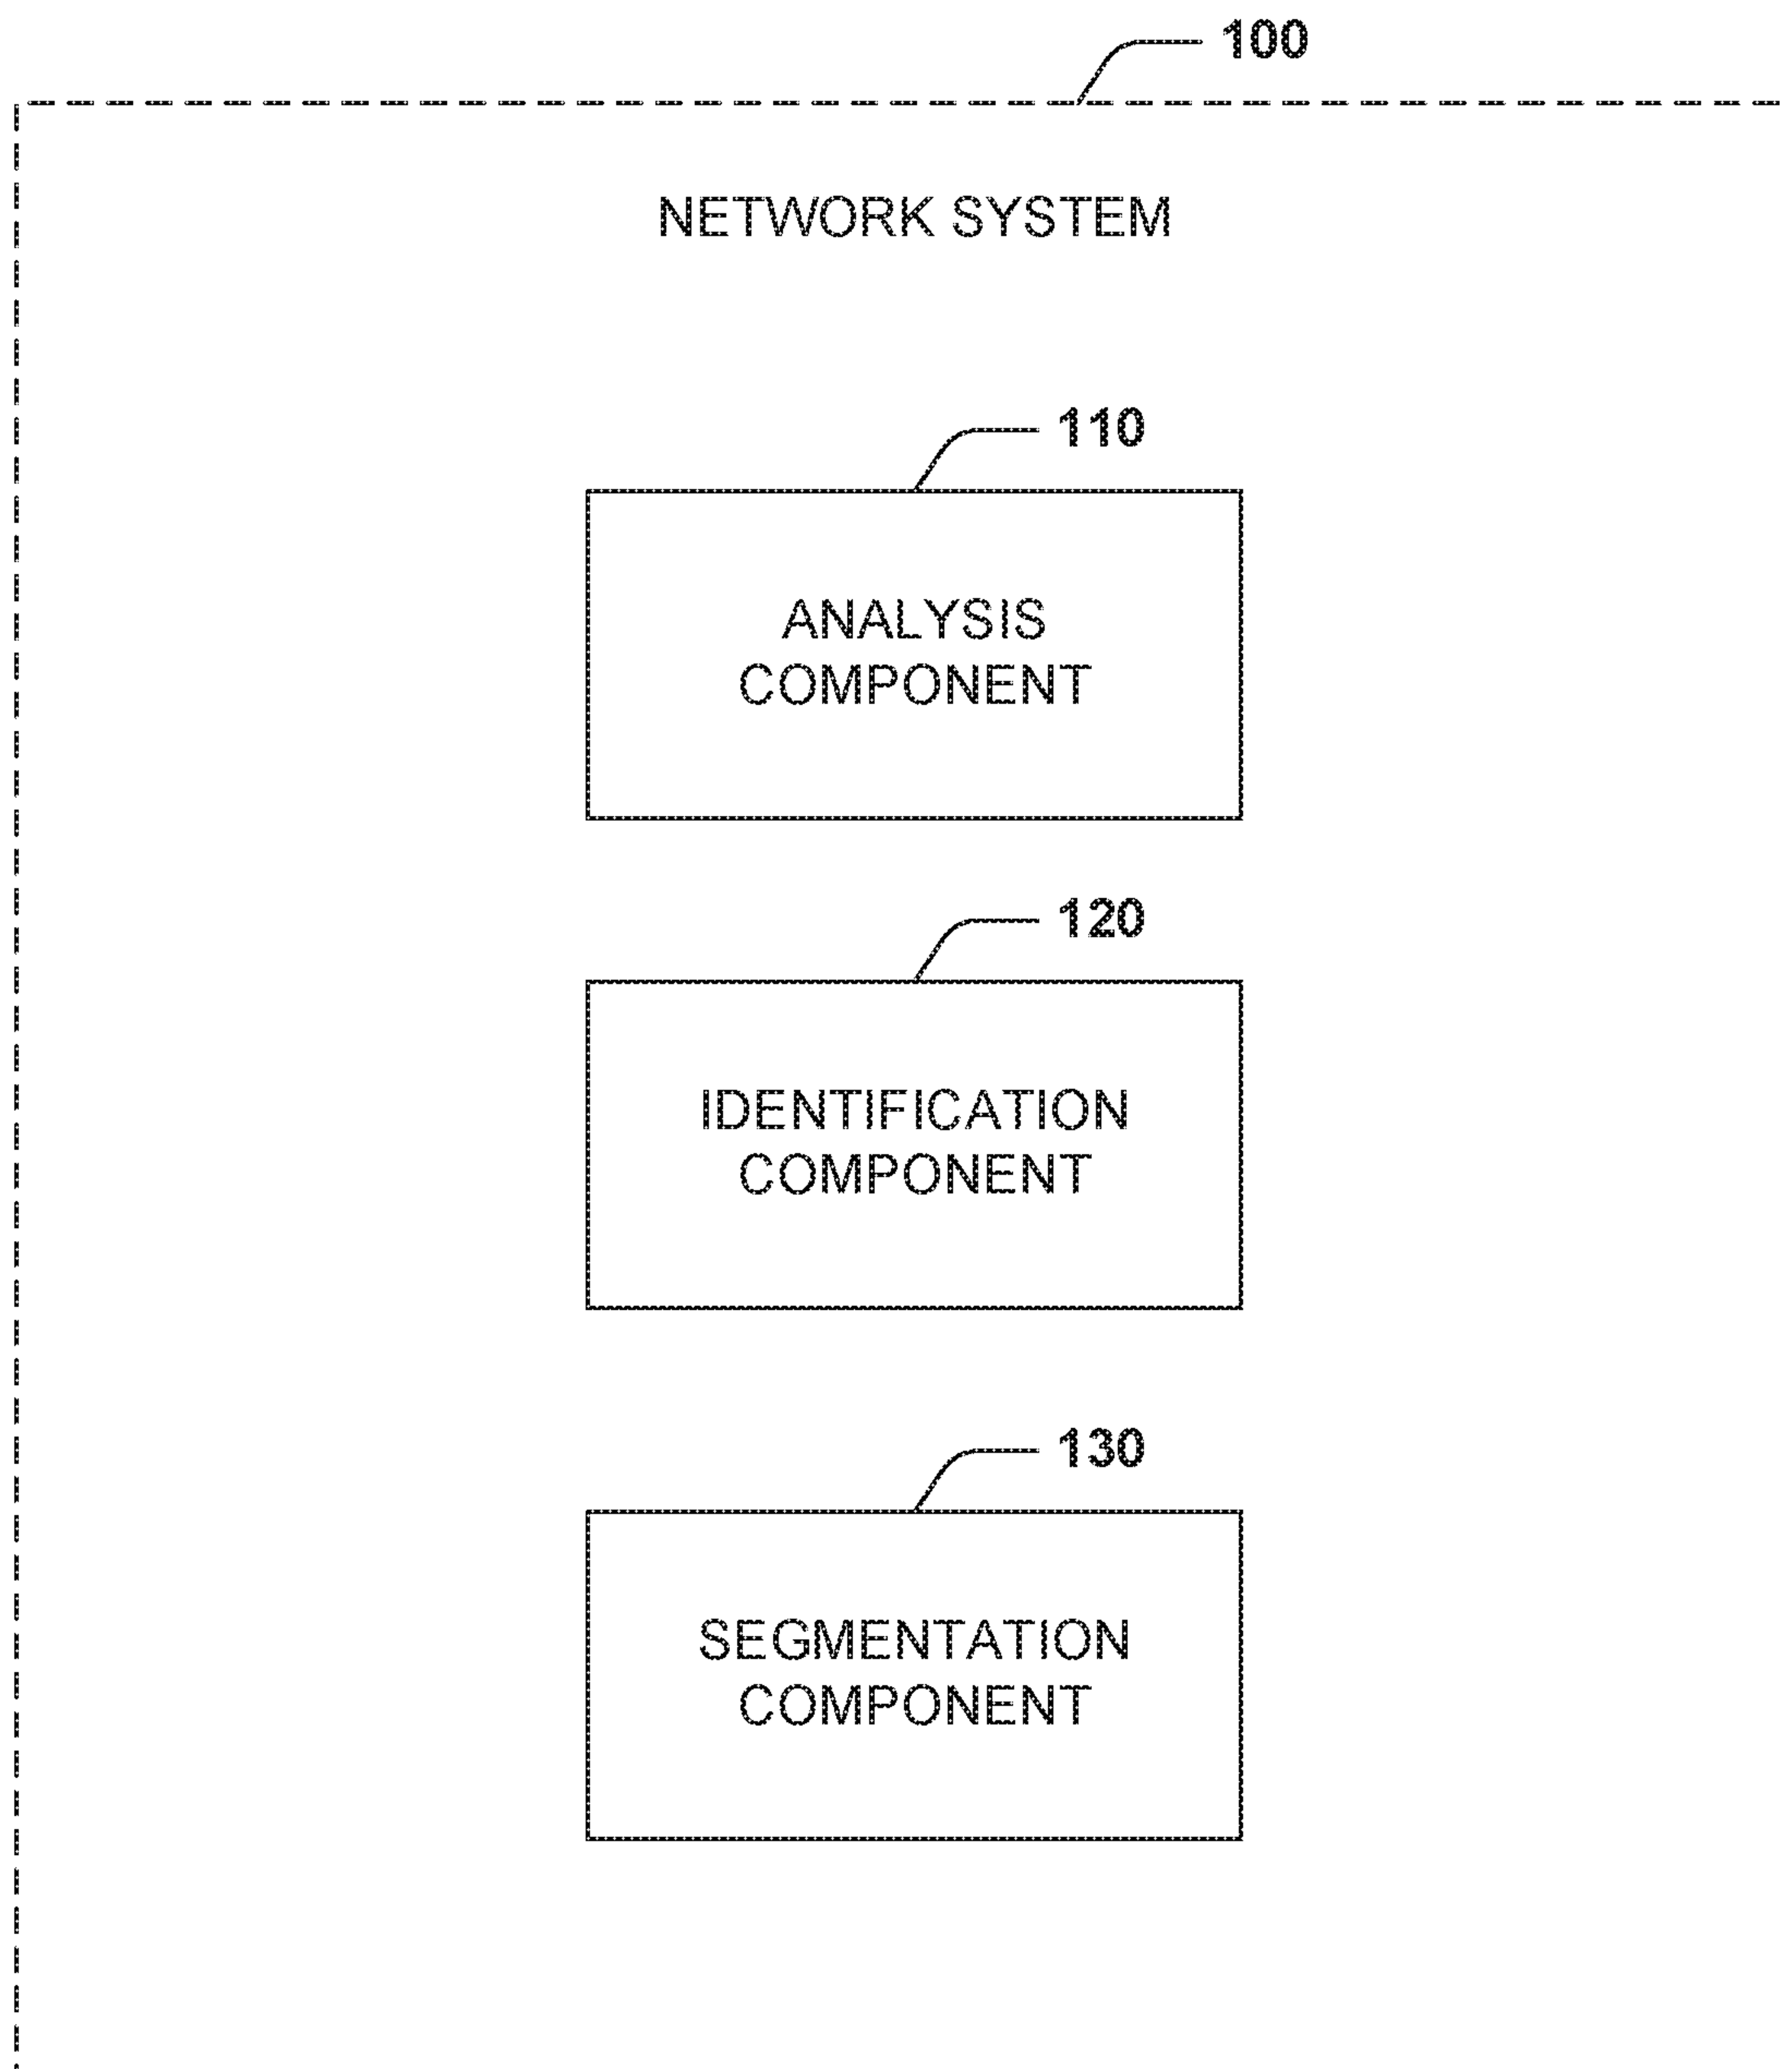 100
NETWORK SYSTEM
110
ANALYSIS
COMPONENT
120
IDENTIFICATION
COMPONENT
130
SEGMENTATION
COMPONENT